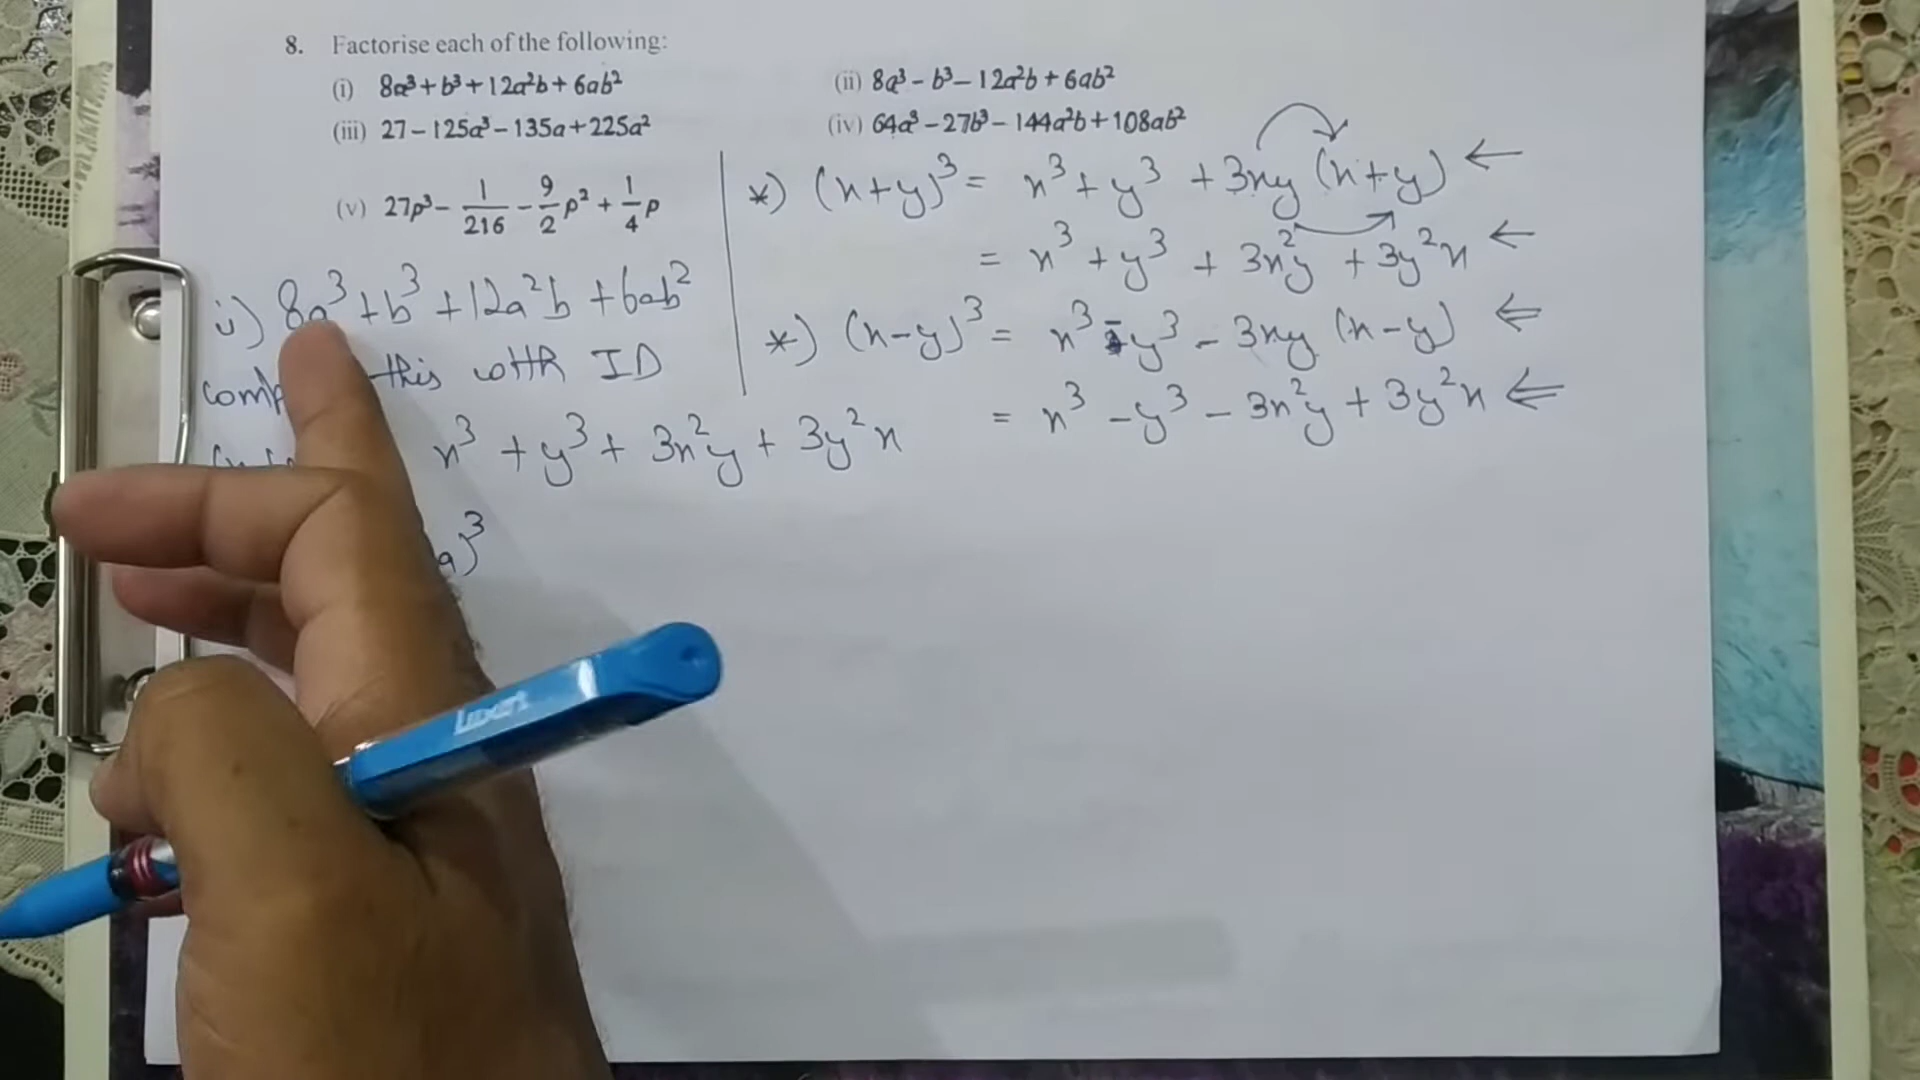 8. Factorise each of the following:
(i) 8a³ + b³ + 12a²b + 6ab²
(ii) 8a³ – b³ – 12a²b + 6ab²
(iii) 27 – 125a³ – 135a + 225a²
(iv) 64a³ – 27b³ – 144a²b + 108ab²
(v) 27p³ – 1/216 – 9/2 p² + 1/4 p
*) (x+y)³ = x³ + y³ + 3xy (x+y) ←
= x³ + y³ + 3x²y + 3y²x ←
*) (x-y)³ = x³ - y³ - 3xy (x-y) ⇐
= x³ - y³ - 3x²y + 3y²x ⇐
i) 8a³ + b³ + 12a²b + 6ab²
this with ID
x³ + y³ + 3x²y + 3y²x
a)³
Luxor